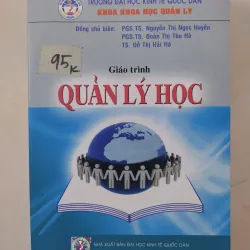 TRƯỜNG ĐẠI HỌC KINH TẾ QUỐC DÂN
KHOA KHOA HỌC QUẢN LÝ
Đồng chủ biên: PGS.TS. Nguyễn Thị Ngọc Huyền
PGS.TS. Đoàn Thị Thu Hà
TS. Đỗ Thị Hải Hà
95K
Giáo trình
QUẢN LÝ HỌC
NHÀ XUẤT BẢN ĐẠI HỌC KINH TẾ QUỐC DÂN